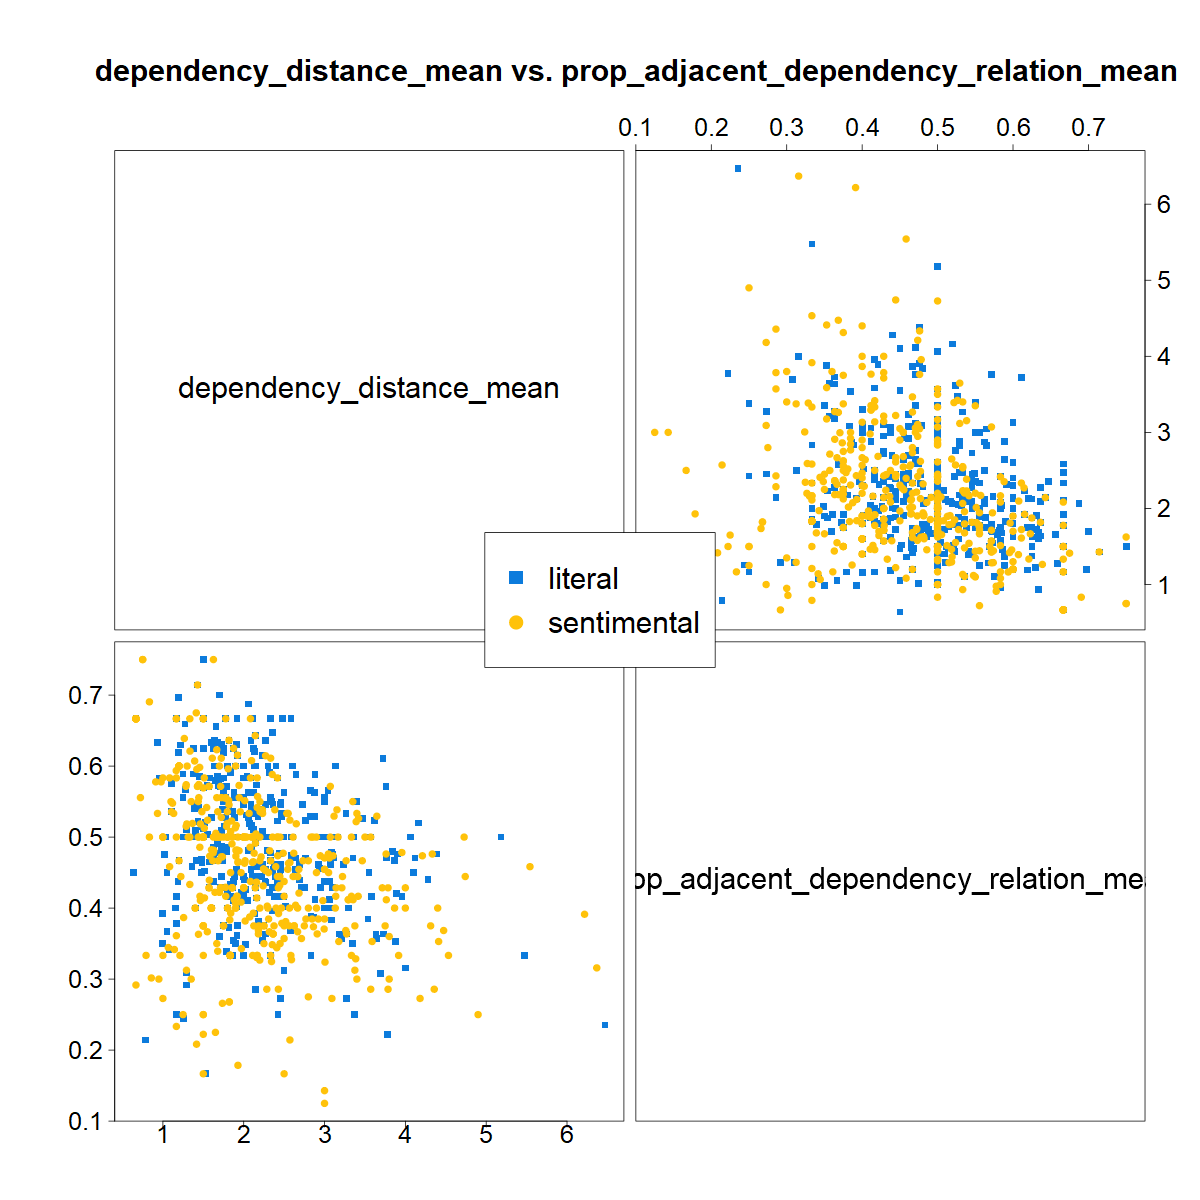 dependency_distance_mean vs. prop_adjacent_dependency_relation_mean
0.1 0.2 0.3 0.4 0.5 0.6 0.7
dependency_distance_mean
6
5
4
3
2
1
literal
sentimental
0.7
0.6
0.5
0.4
0.3
0.2
0.1
op_adjacent_dependency_relation_me
1 2 3 4 5 6